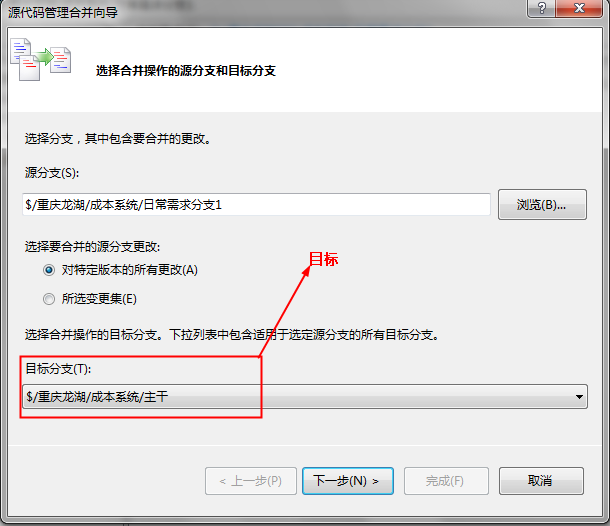 源代码管理合并向导
?
选择合并操作的源分支和目标分支
选择分支，其中包含要合并的更改。
源分支(S):
$/重庆龙湖/成本系统/日常需求分支1
浏览(B)...
选择要合并的源分支更改:
目标
对特定版本的所有更改(A)
所选变更集(E)
选择合并操作的目标分支。下拉列表中包含适用于选定源分支的所有目标分支。
目标分支(T):
$/重庆龙湖/成本系统/主干
< 上一步(P)
下一步(N) >
完成(F)
取消